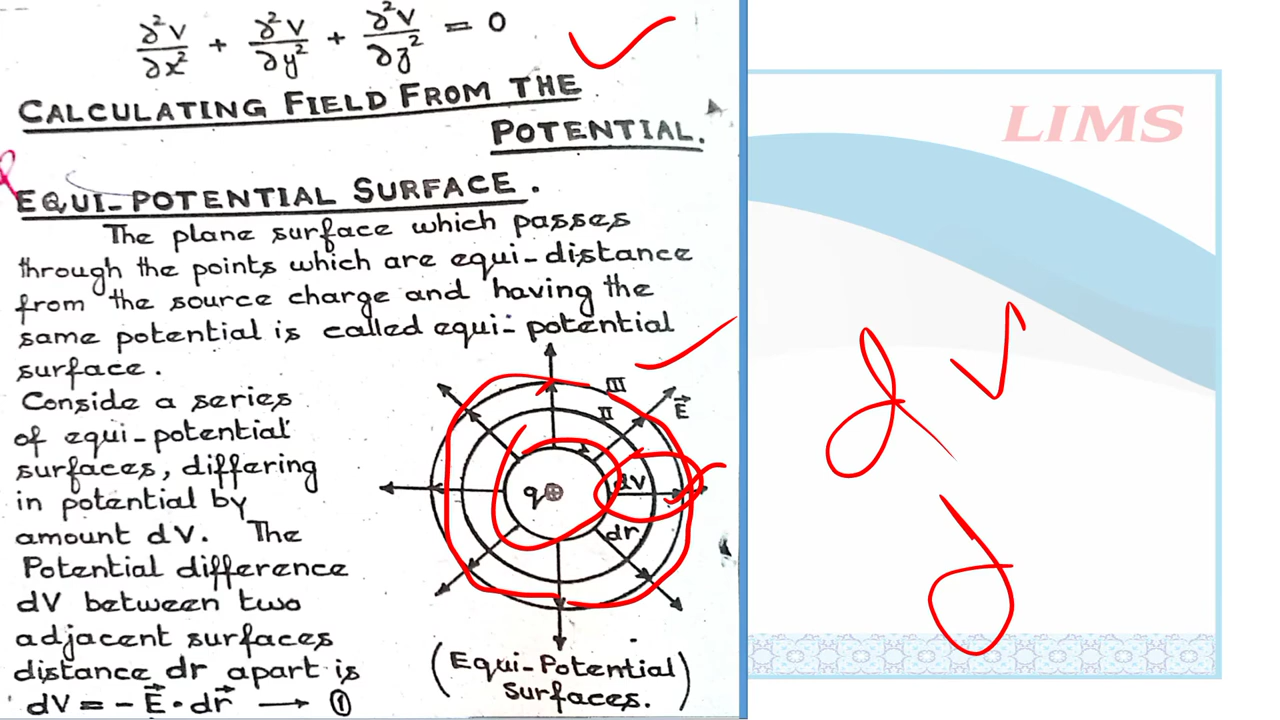 ∂²V/∂x² + ∂²V/∂y² + ∂²V/∂z² = 0
CALCULATING FIELD FROM THE
POTENTIAL.
EQUI-POTENTIAL SURFACE.
The plane surface which passes
through the points which are equi-distance
from the source charge and having the
same potential is called equi-potential
surface.
Conside a series
of equi-potential
surfaces, differing
in potential by
amount dV. The
Potential difference
dV between two
adjacent surfaces
distance dr apart is
dV = - E⃗ · dr⃗ → ①
III
II
E⃗
q
dV
dr
(Equi-Potential
Surfaces.)
LIMS
dv
d